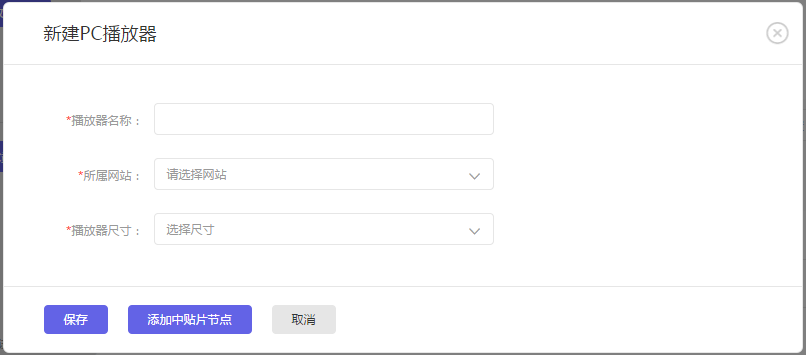 新建PC播放器
*播放器名称：
*所属网站： 请选择网站
*播放器尺寸： 选择尺寸
保存 添加中贴片节点 取消